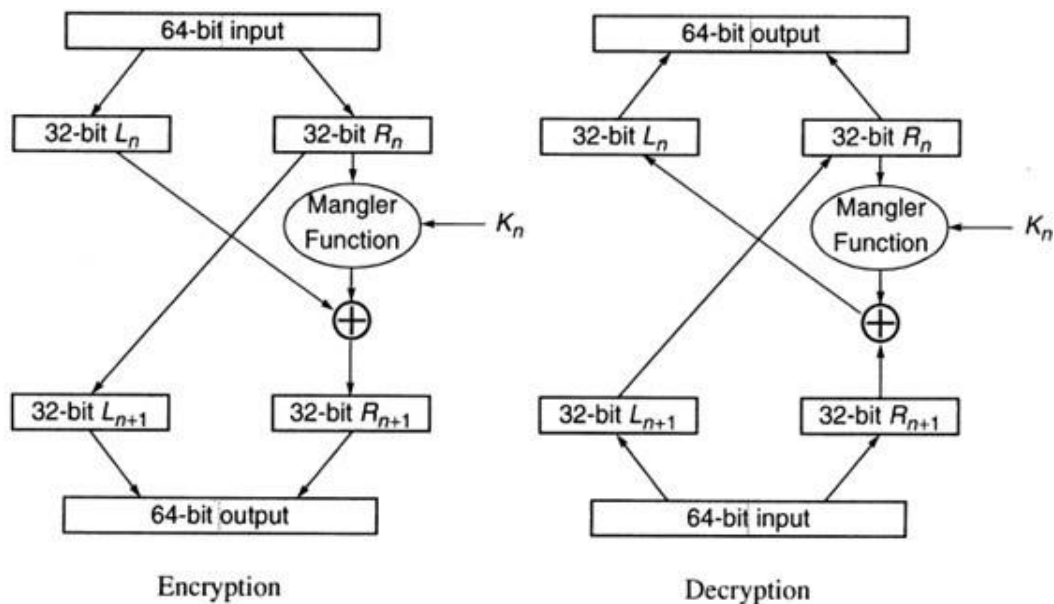 64-bit input
32-bit Lₙ
32-bit Rₙ
Mangler
Function
Kₙ
32-bit Lₙ₊₁
32-bit Rₙ₊₁
64-bit output
Encryption
64-bit output
32-bit Lₙ
32-bit Rₙ
Mangler
Function
Kₙ
32-bit Lₙ₊₁
32-bit Rₙ₊₁
64-bit input
Decryption